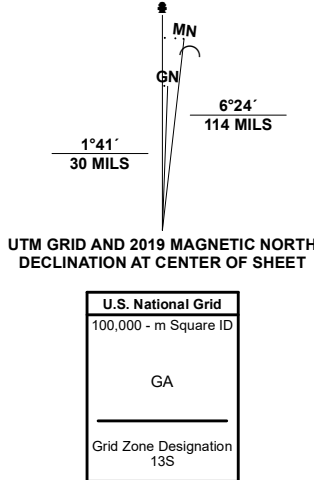 MN
GN
6°24´
114 MILS
1°41´
30 MILS
UTM GRID AND 2019 MAGNETIC NORTH
DECLINATION AT CENTER OF SHEET
U.S. National Grid
100,000 - m Square ID
GA
Grid Zone Designation
13S